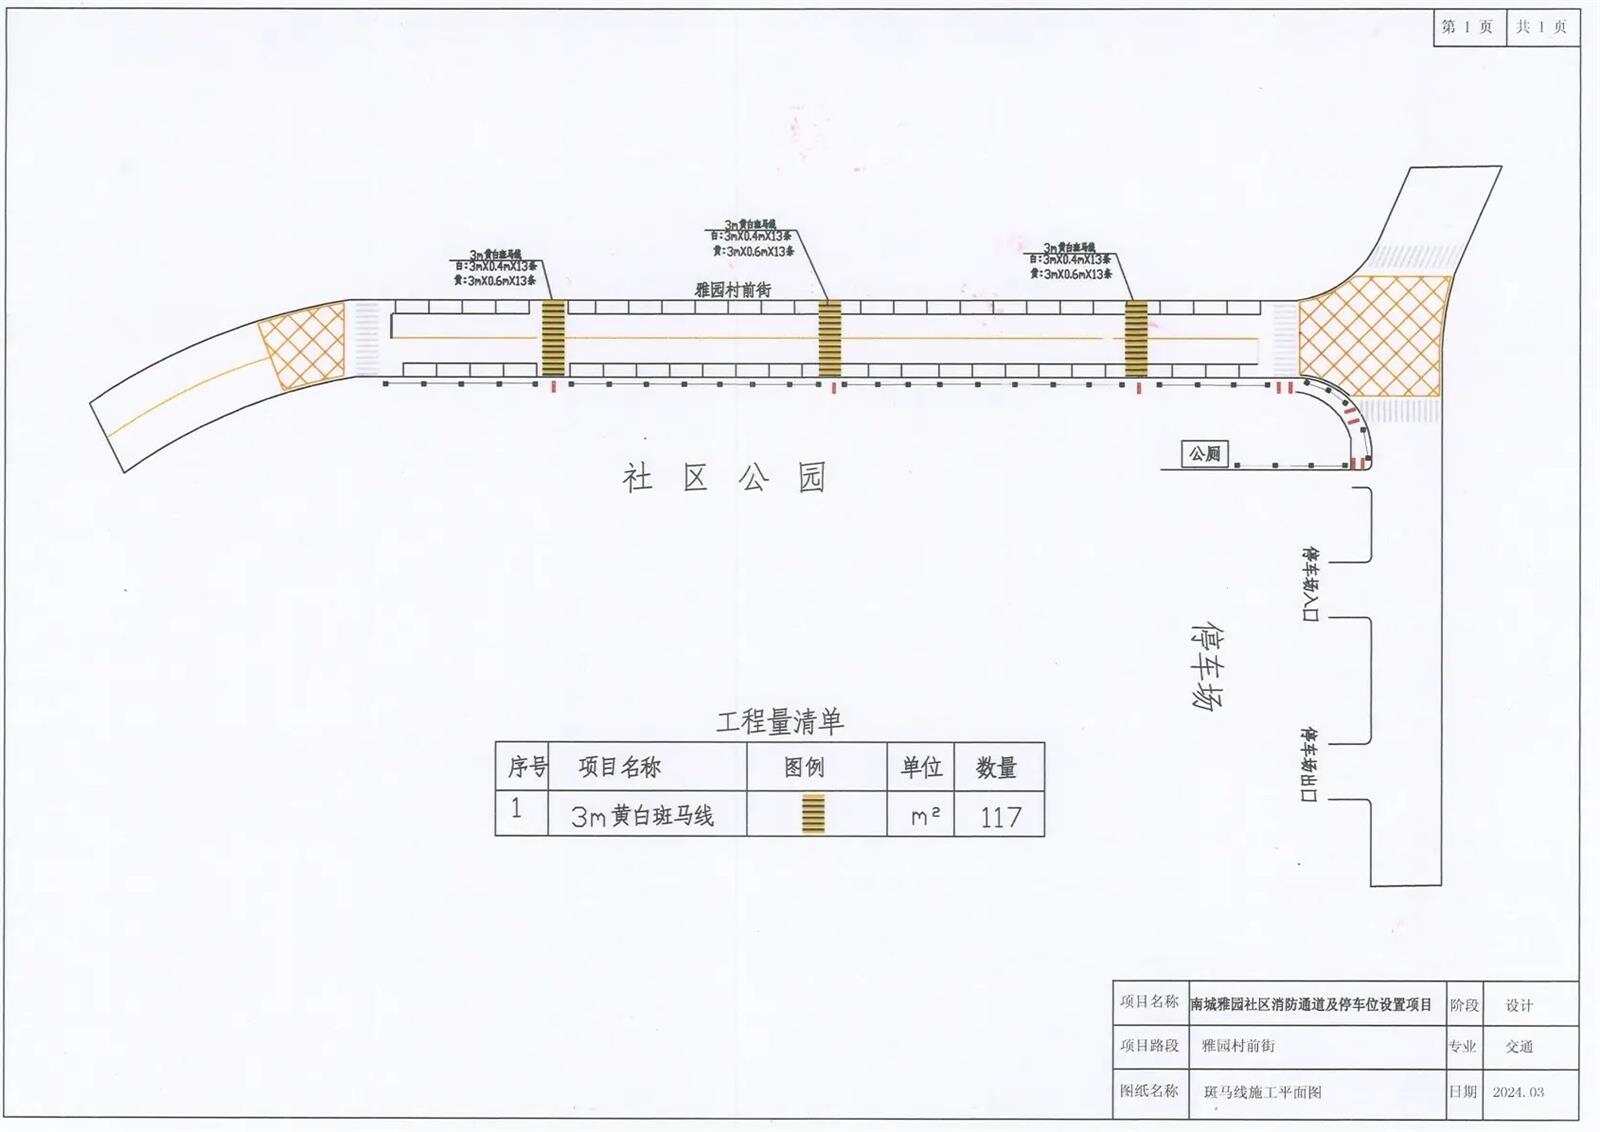 第 1 页 共 1 页
3m黄白斑马线
白:3mX0.4mX13条
黄:3mX0.6mX13条
3m黄白斑马线
白:3mX0.4mX13条
黄:3mX0.6mX13条
3m黄白斑马线
白:3mX0.4mX13条
黄:3mX0.6mX13条
雅园村前街
公厕
社区公园
停车场入口
停车场
停车场出口
工程量清单
序号 项目名称 图例 单位 数量
1 3m黄白斑马线 m² 117
项目名称 南城雅园社区消防通道及停车位设置项目 阶段 设计
项目路段 雅园村前街 专业 交通
图纸名称 斑马线施工平面图 日期 2024.03